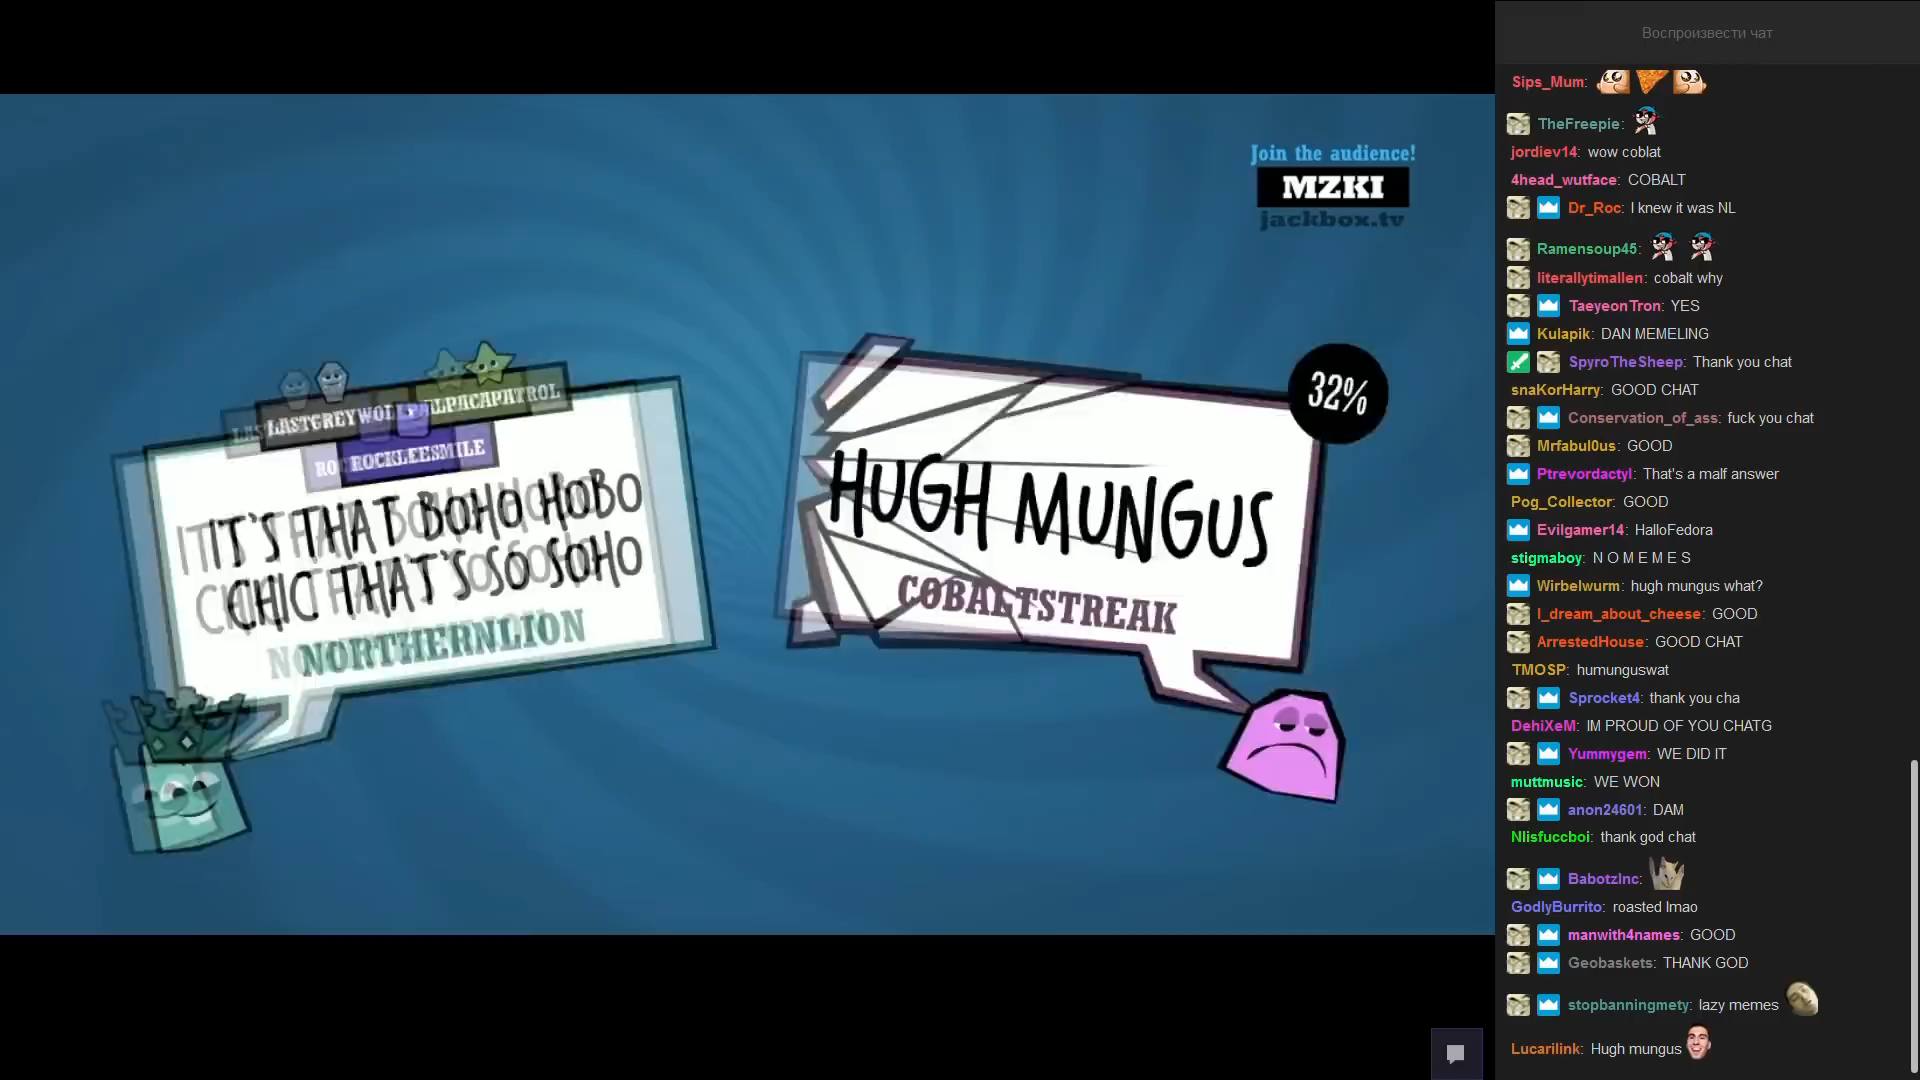 Join the audience!
MZKI
jackbox.tv
LASTGREYWOL
ALPACAPATROL
ROCKLEESMILE
IT'S THAT BOHO HOBO
CHIC THAT'S SO SOHO
NORTHERNLION
32%
HUGH MUNGUS
COBALTSTREAK
Воспроизвести чат
Sips_Mum:
TheFreepie:
jordiev14: wow coblat
4head_wutface: COBALT
Dr_Roc: I knew it was NL
Ramensoup45:
literallytimallen: cobalt why
TaeyeonTron: YES
Kulapik: DAN MEMELING
SpyroTheSheep: Thank you chat
snaKorHarry: GOOD CHAT
Conservation_of_ass: fuck you chat
Mrfabul0us: GOOD
Ptrevordactyl: That's a malf answer
Pog_Collector: GOOD
Evilgamer14: HalloFedora
stigmaboy: N O M E M E S
Wirbelwurm: hugh mungus what?
I_dream_about_cheese: GOOD
ArrestedHouse: GOOD CHAT
TMOSP: humunguswat
Sprocket4: thank you cha
DehiXeM: IM PROUD OF YOU CHATG
Yummygem: WE DID IT
muttmusic: WE WON
anon24601: DAM
Nlisfuccboi: thank god chat
BabotzInc:
GodlyBurrito: roasted lmao
manwith4names: GOOD
Geobaskets: THANK GOD
stopbanningmety: lazy memes
Lucarilink: Hugh mungus